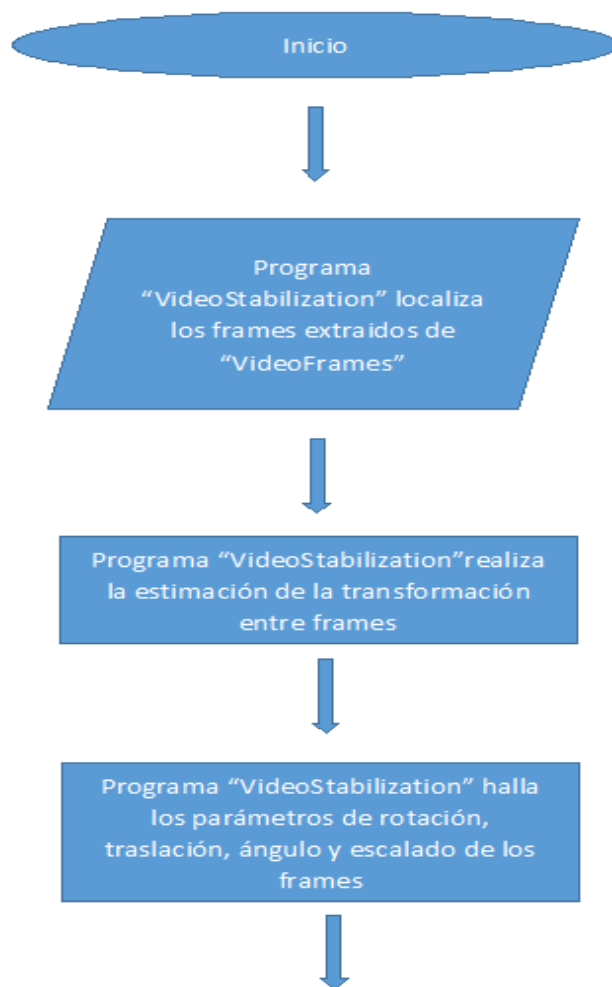 Inicio
Programa
“VideoStabilization” localiza
los frames extraidos de
“VideoFrames”
Programa “VideoStabilization”realiza
la estimación de la transformación
entre frames
Programa “VideoStabilization” halla
los parámetros de rotación,
traslación, ángulo y escalado de los
frames